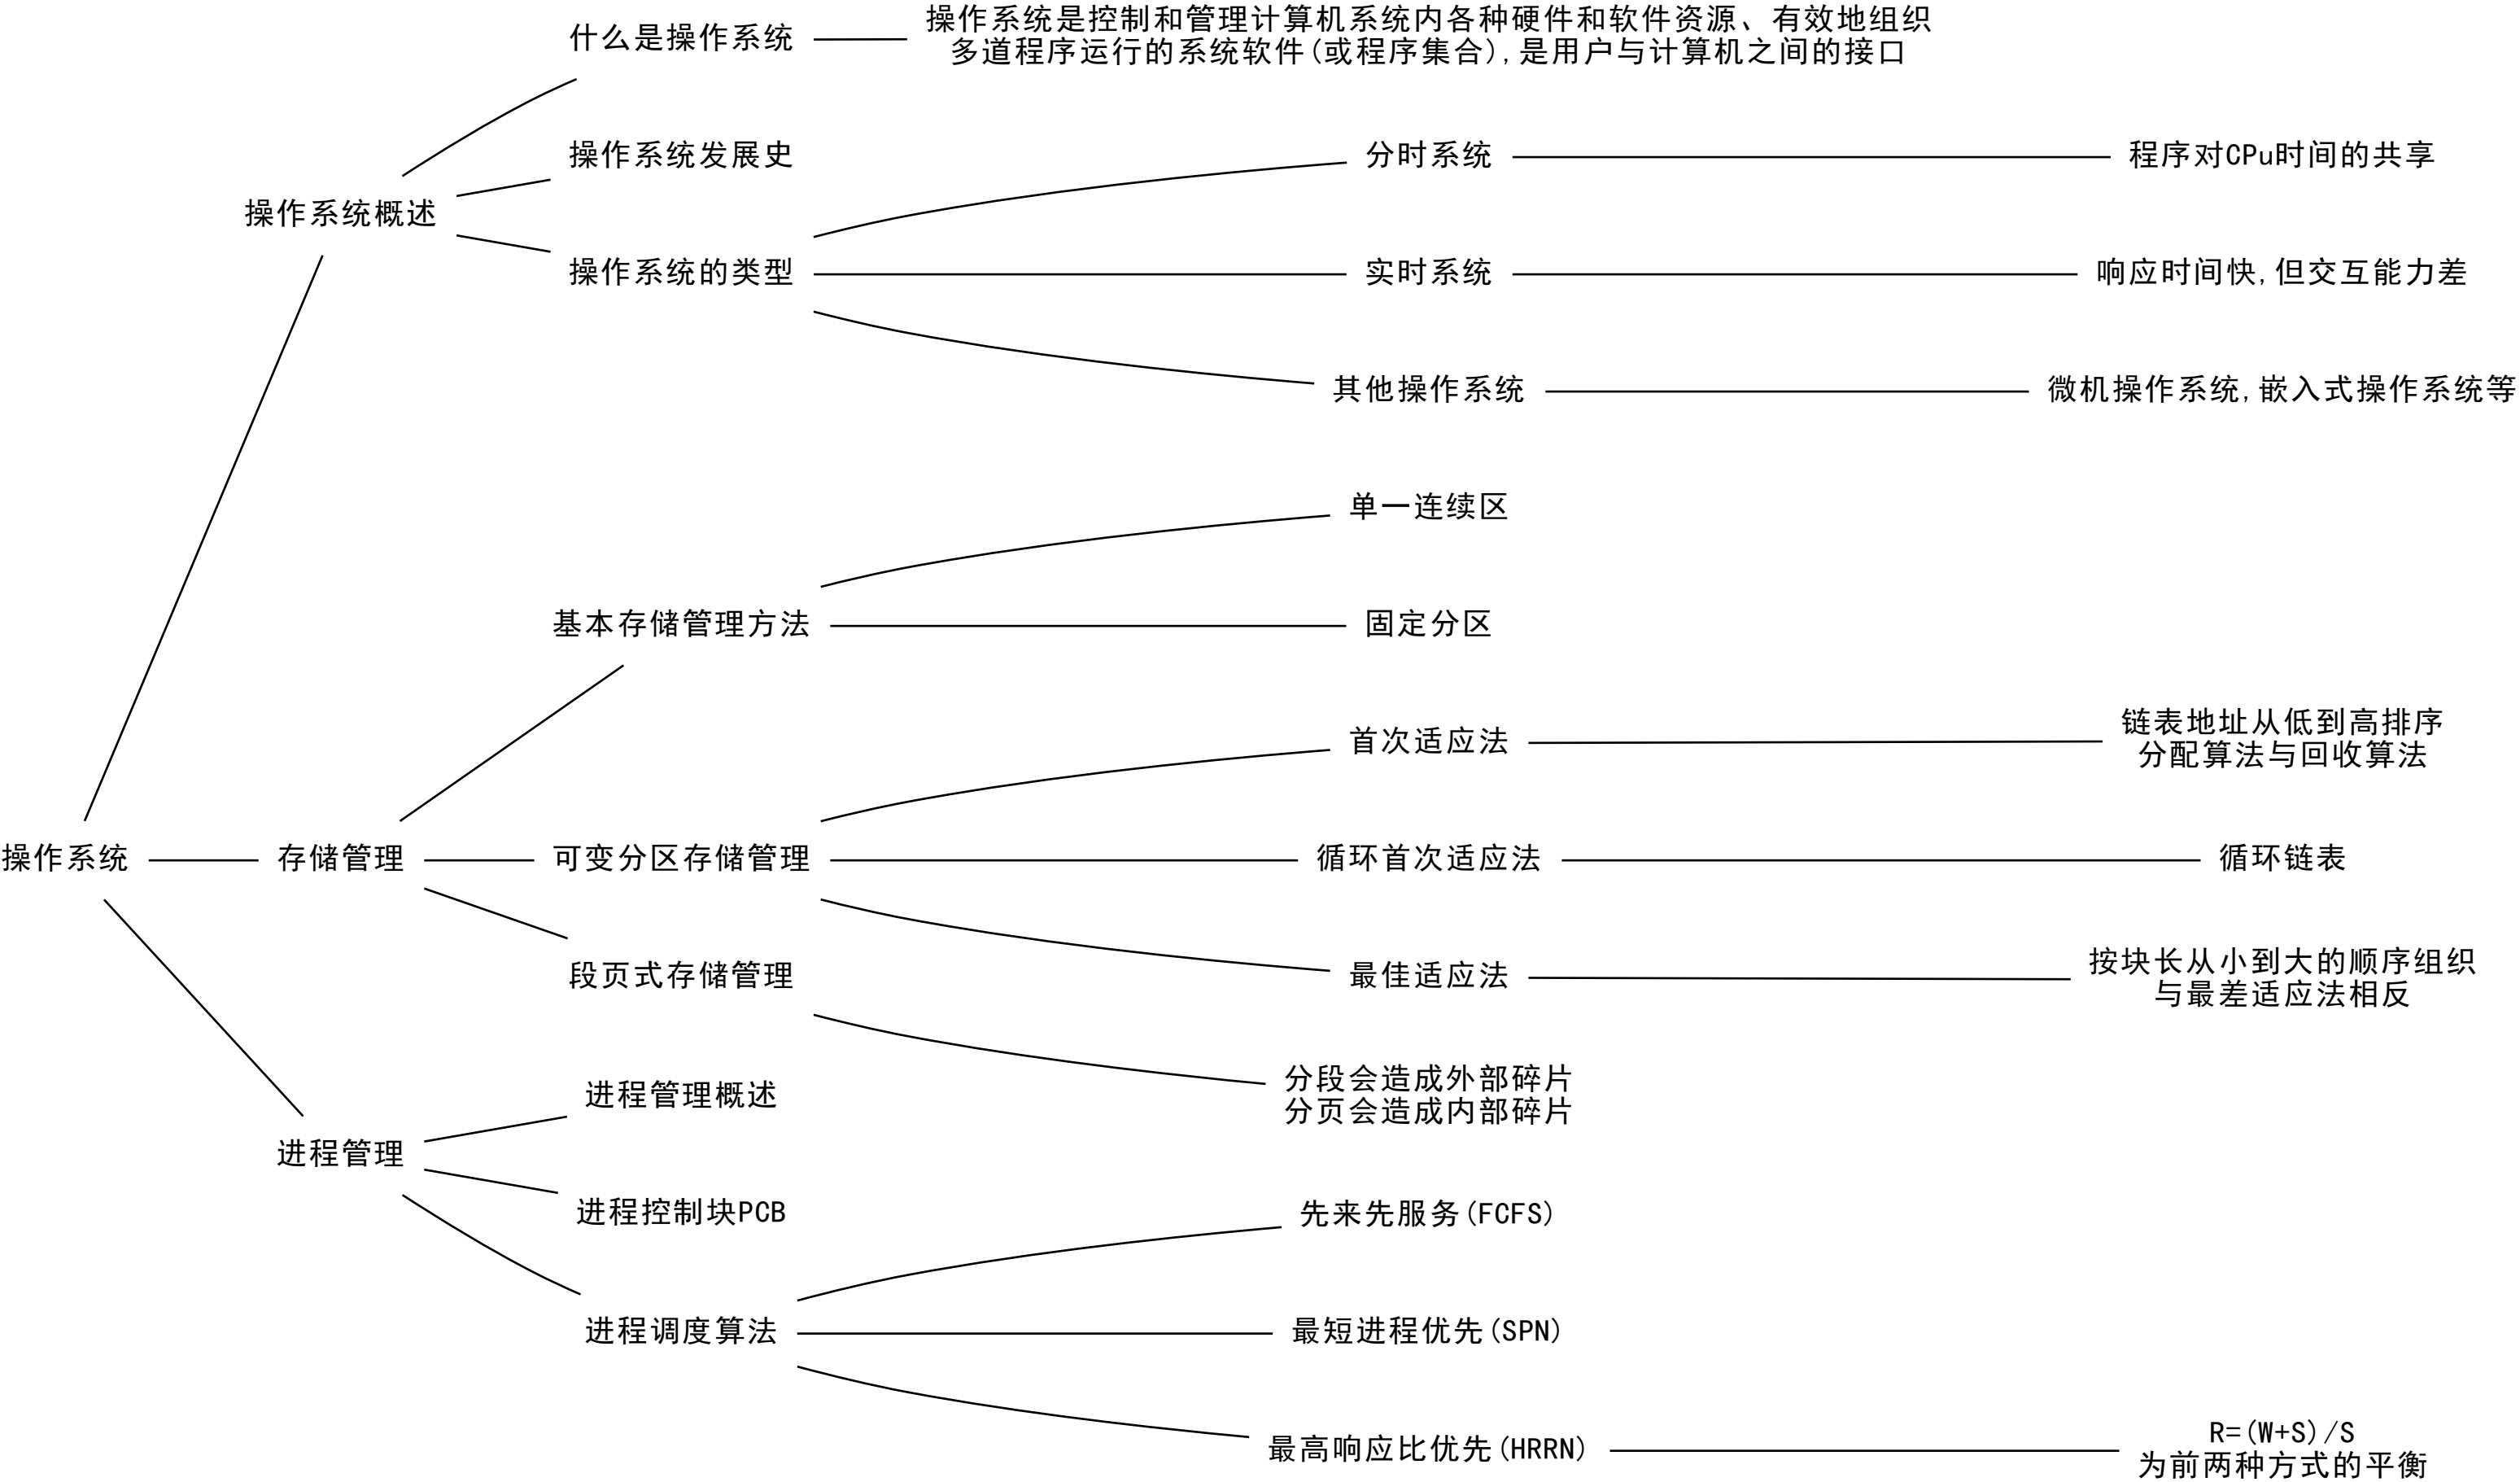 什么是操作系统
操作系统是控制和管理计算机系统内各种硬件和软件资源、有效地组织
多道程序运行的系统软件(或程序集合),是用户与计算机之间的接口
操作系统发展史
分时系统
程序对CPu时间的共享
操作系统概述
操作系统的类型
实时系统
响应时间快,但交互能力差
其他操作系统
微机操作系统,嵌入式操作系统等
单一连续区
基本存储管理方法
固定分区
首次适应法
链表地址从低到高排序
分配算法与回收算法
操作系统
存储管理
可变分区存储管理
循环首次适应法
循环链表
段页式存储管理
最佳适应法
按块长从小到大的顺序组织
与最差适应法相反
分段会造成外部碎片
分页会造成内部碎片
进程管理概述
进程管理
进程控制块PCB
先来先服务(FCFS)
进程调度算法
最短进程优先(SPN)
最高响应比优先(HRRN)
R=(W+S)/S
为前两种方式的平衡